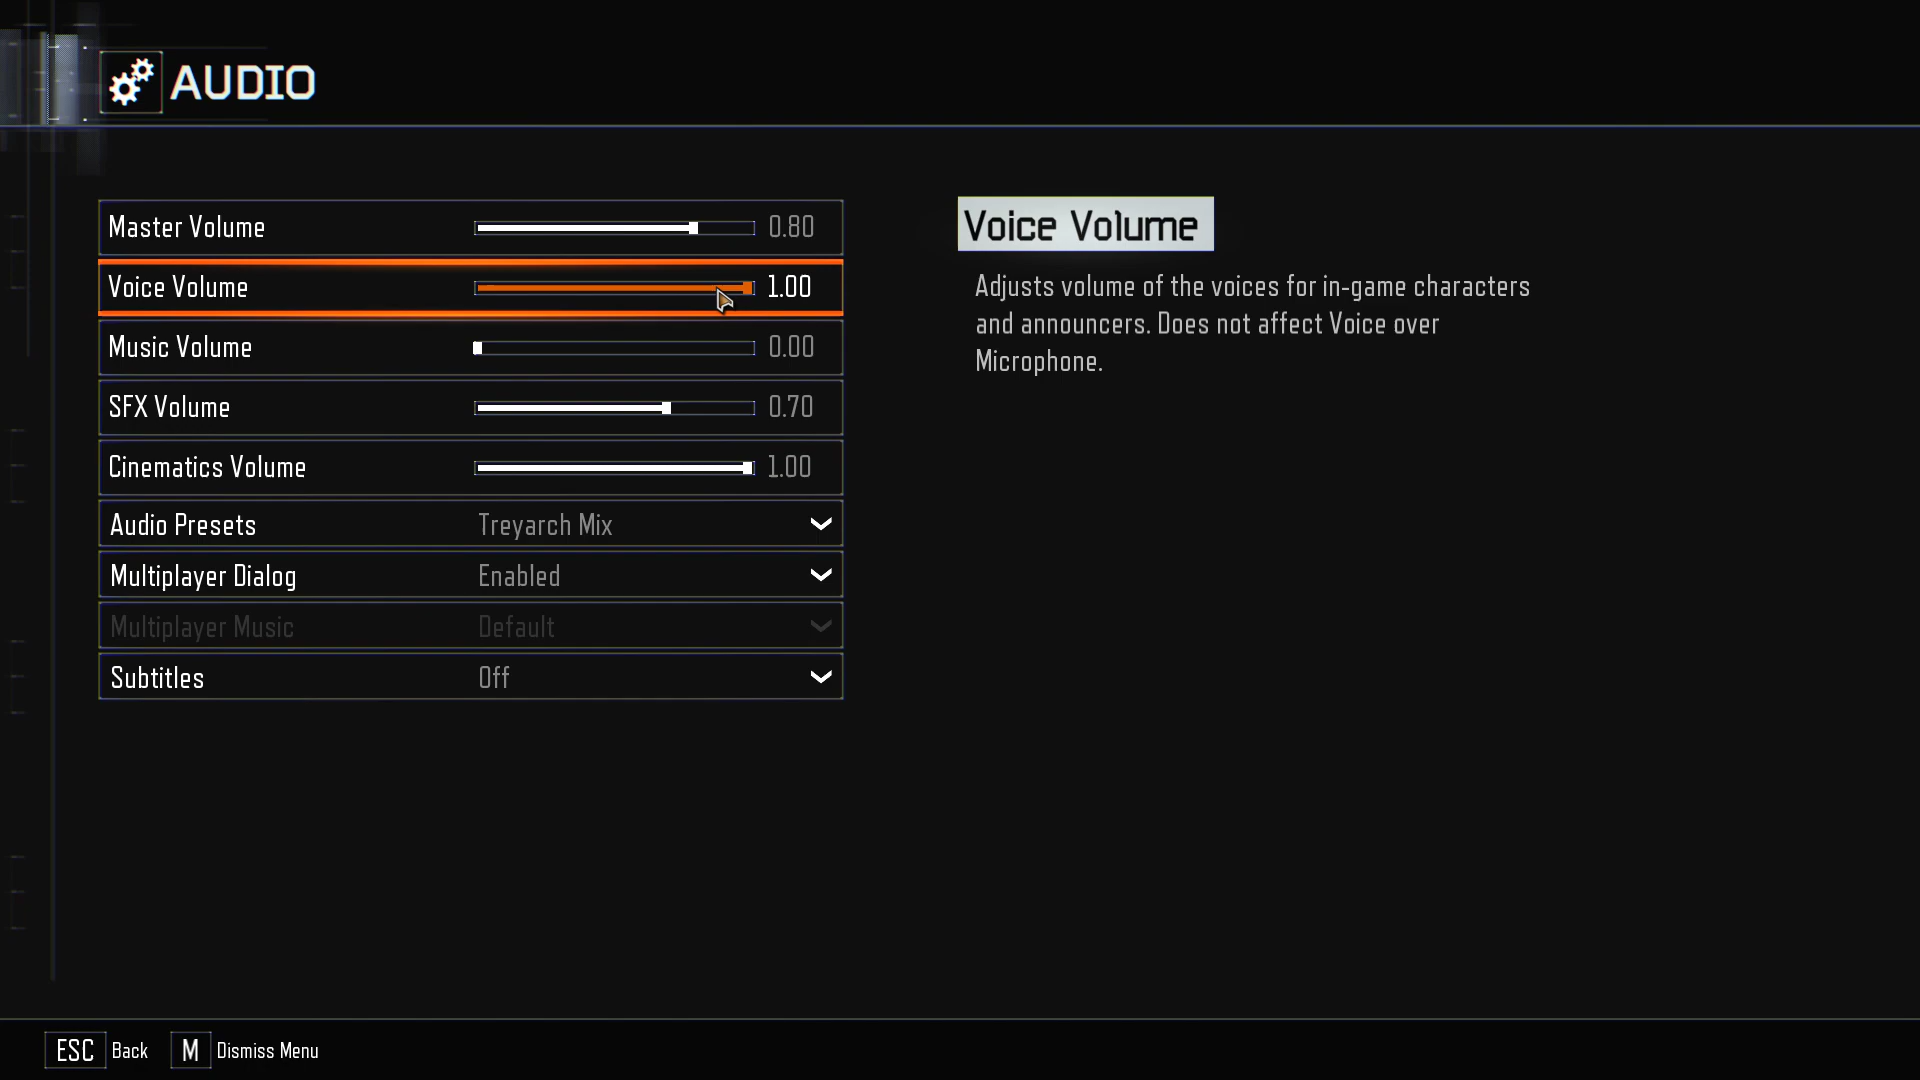 AUDIO
Master Volume 0.80
Voice Volume 1.00
Music Volume 0.00
SFX Volume 0.70
Cinematics Volume 1.00
Audio Presets Treyarch Mix
Multiplayer Dialog Enabled
Multiplayer Music Default
Subtitles Off
Voice Volume
Adjusts volume of the voices for in-game characters
and announcers. Does not affect Voice over
Microphone.
ESC Back M Dismiss Menu